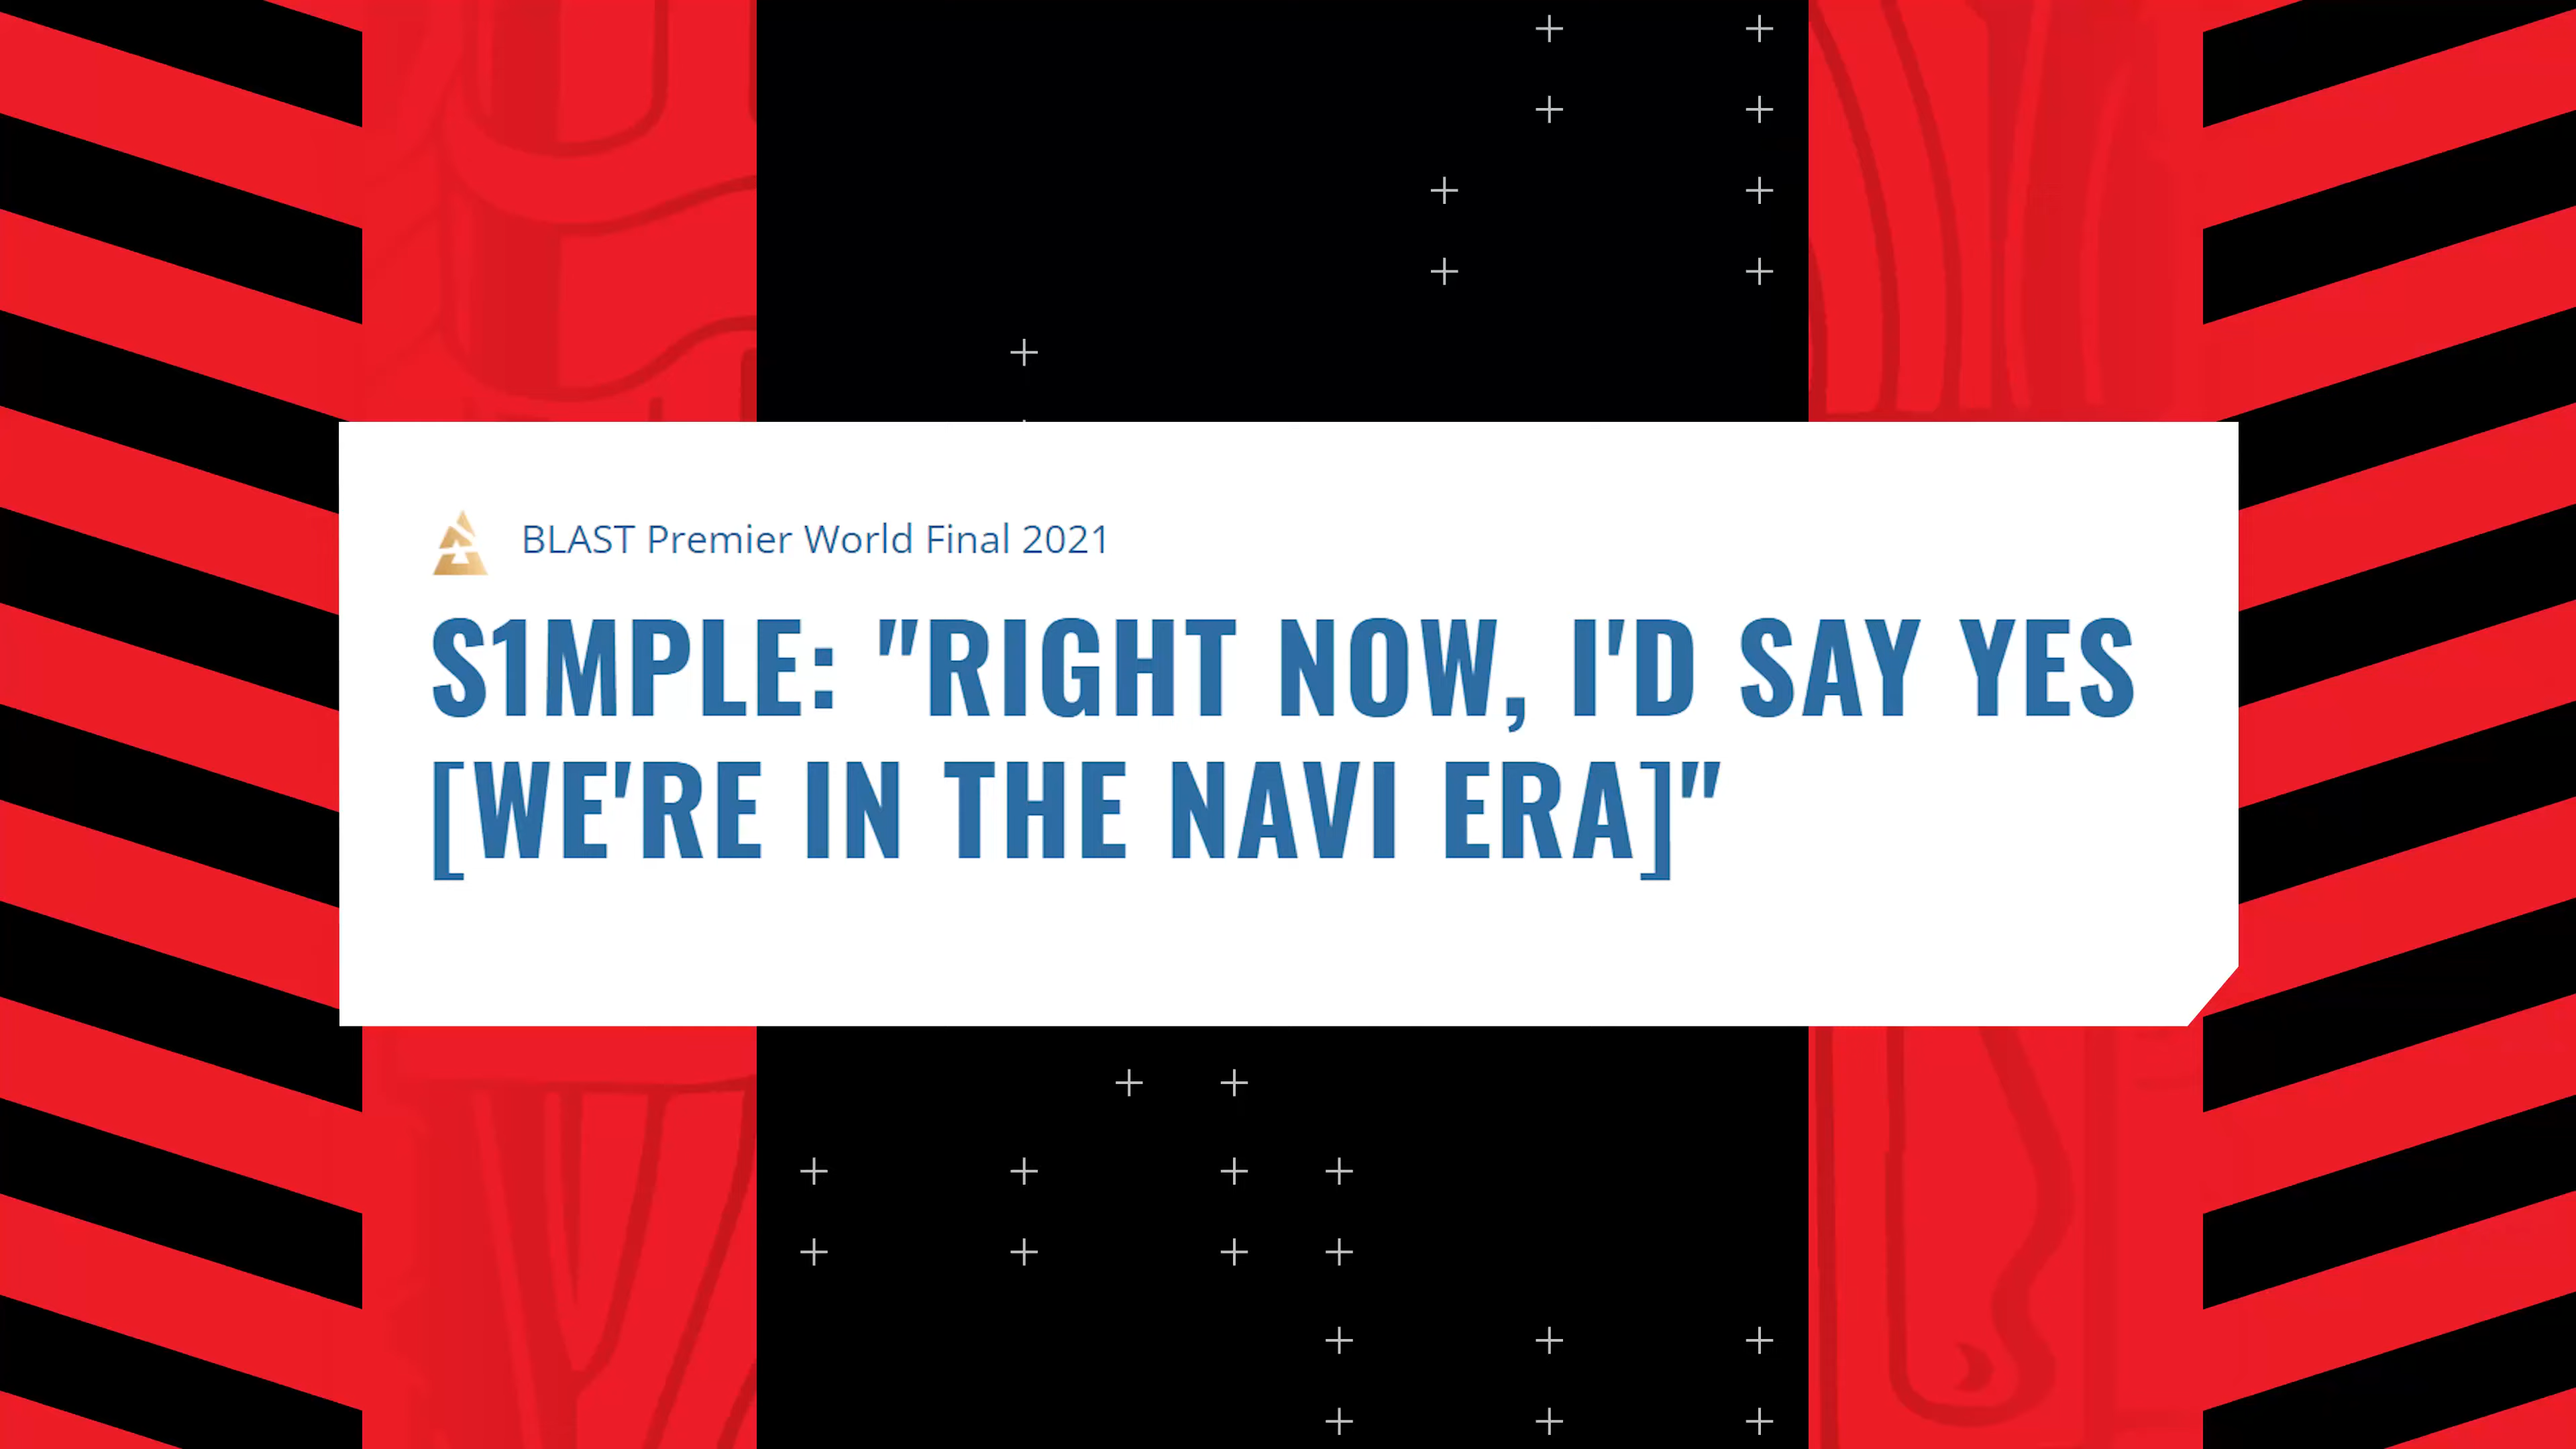 BLAST Premier World Final 2021
S1MPLE: "RIGHT NOW, I'D SAY YES
[WE'RE IN THE NAVI ERA]"